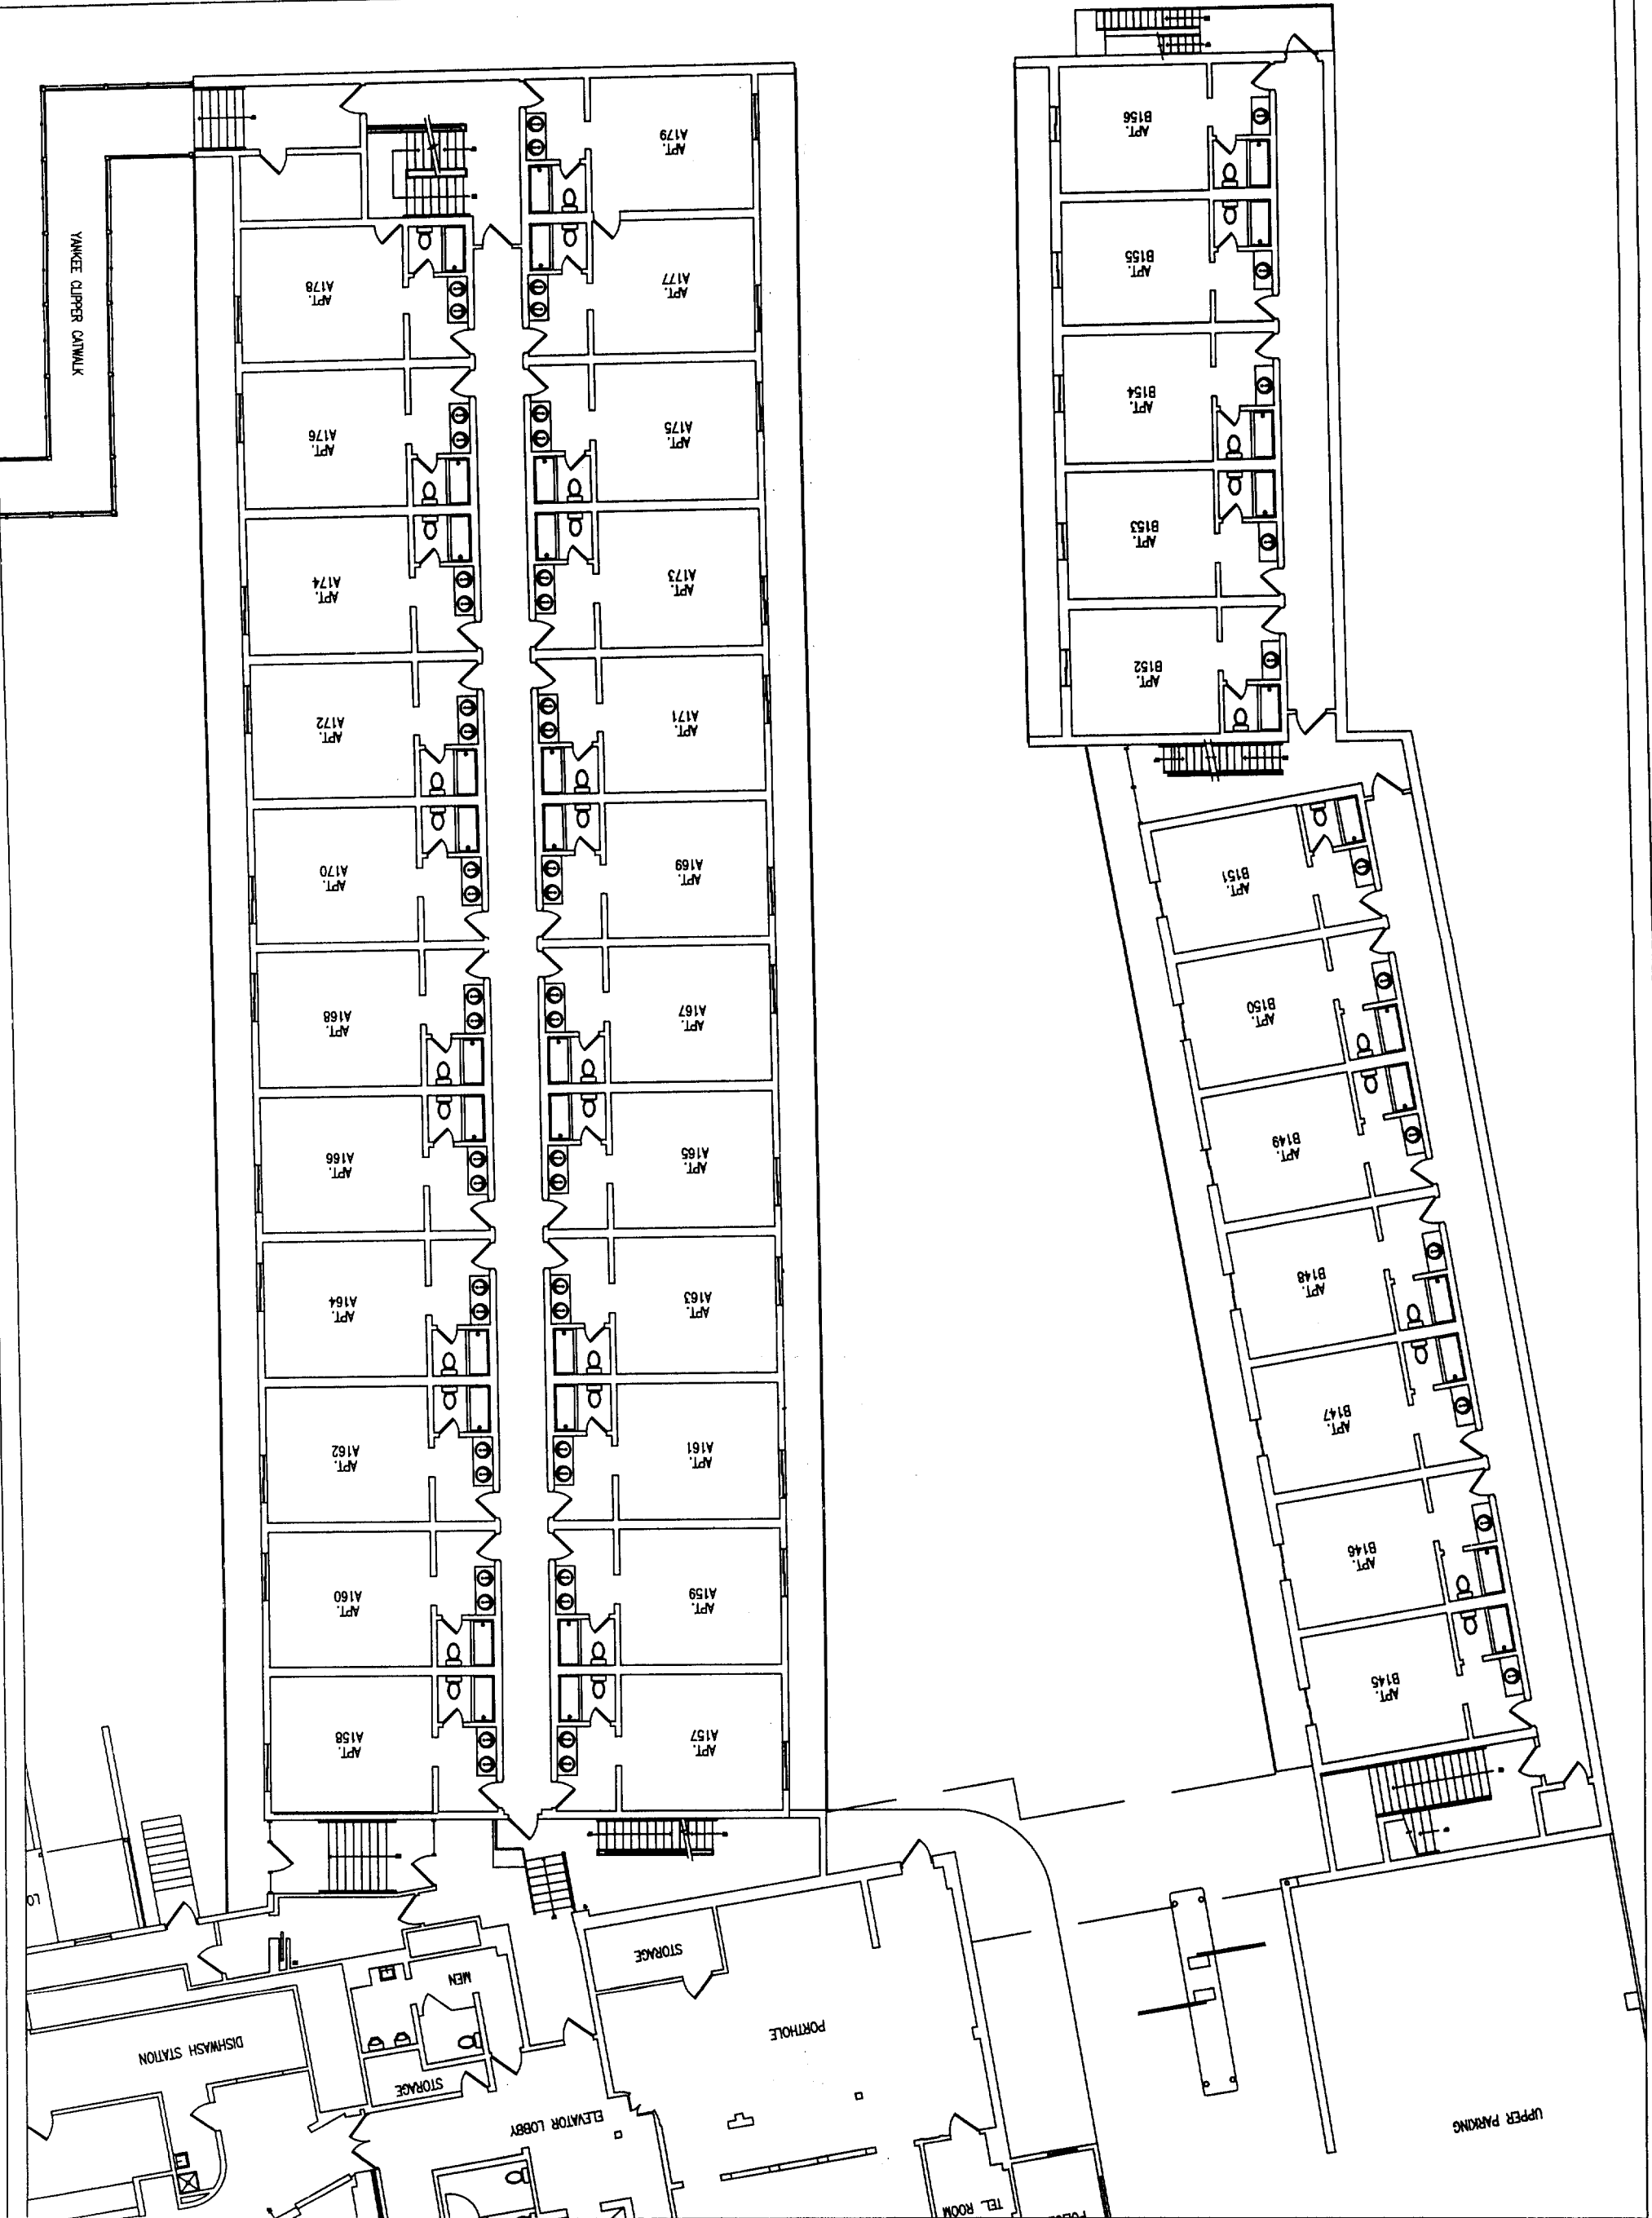 YANKEE CLIPPER CATWALK
APT.
A179
APT.
A178
APT.
A177
APT.
A176
APT.
A175
APT.
A174
APT.
A173
APT.
A172
APT.
A171
APT.
A170
APT.
A169
APT.
A168
APT.
A167
APT.
A166
APT.
A165
APT.
A164
APT.
A163
APT.
A162
APT.
A161
APT.
A160
APT.
A159
APT.
A158
APT.
A157
APT.
B156
APT.
B155
APT.
B154
APT.
B153
APT.
B152
APT.
B151
APT.
B150
APT.
B149
APT.
B148
APT.
B147
APT.
B146
APT.
B145
LO
STORAGE
MEN
PORTHOLE
DISHWASH STATION
STORAGE
ELEVATOR LOBBY
UPPER PARKING
TEL. ROOM